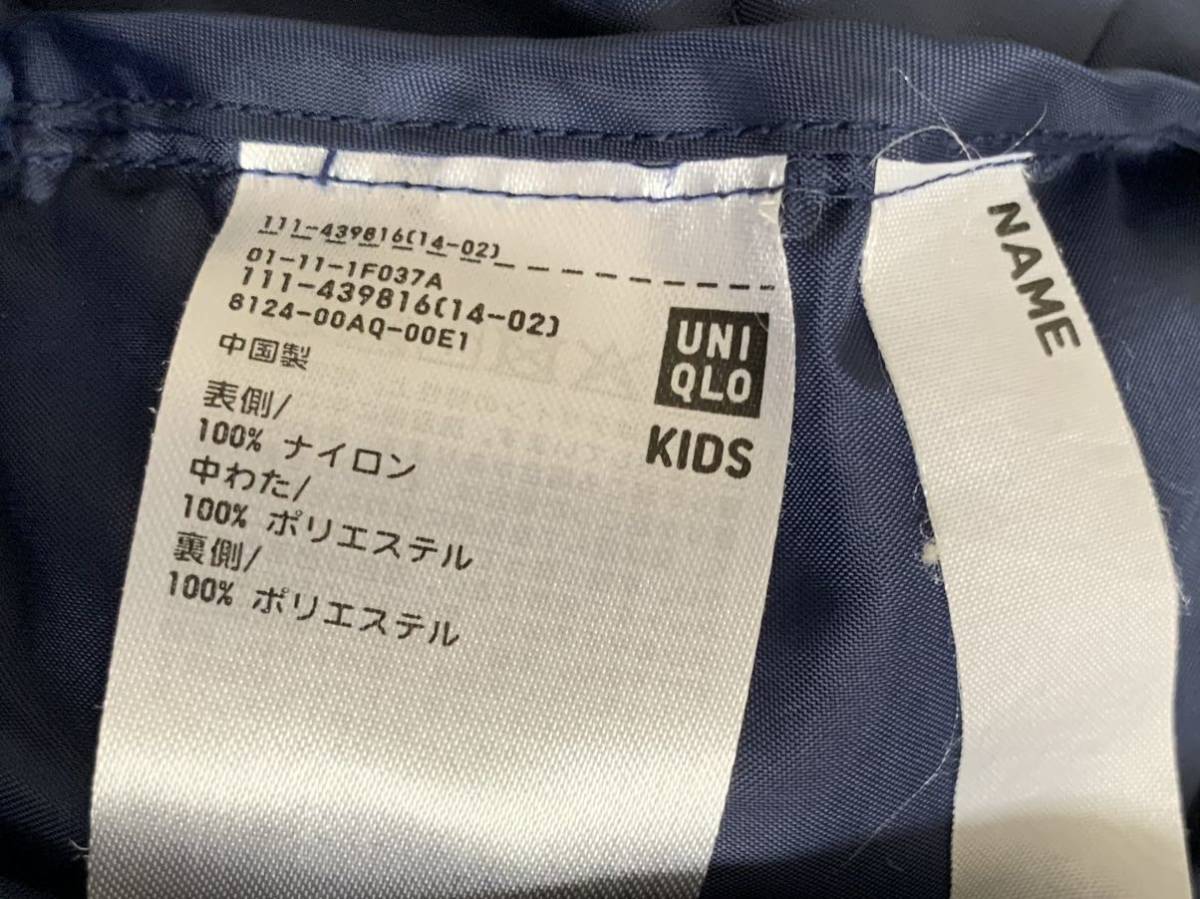 111-439816(14-02)
01-11-1F037A
111-439816(14-02)
8124-00AQ-00E1
中国製
表側/
100% ナイロン
中わた/
100% ポリエステル
裏側/
100% ポリエステル
UNI
QLO
KIDS
NAME